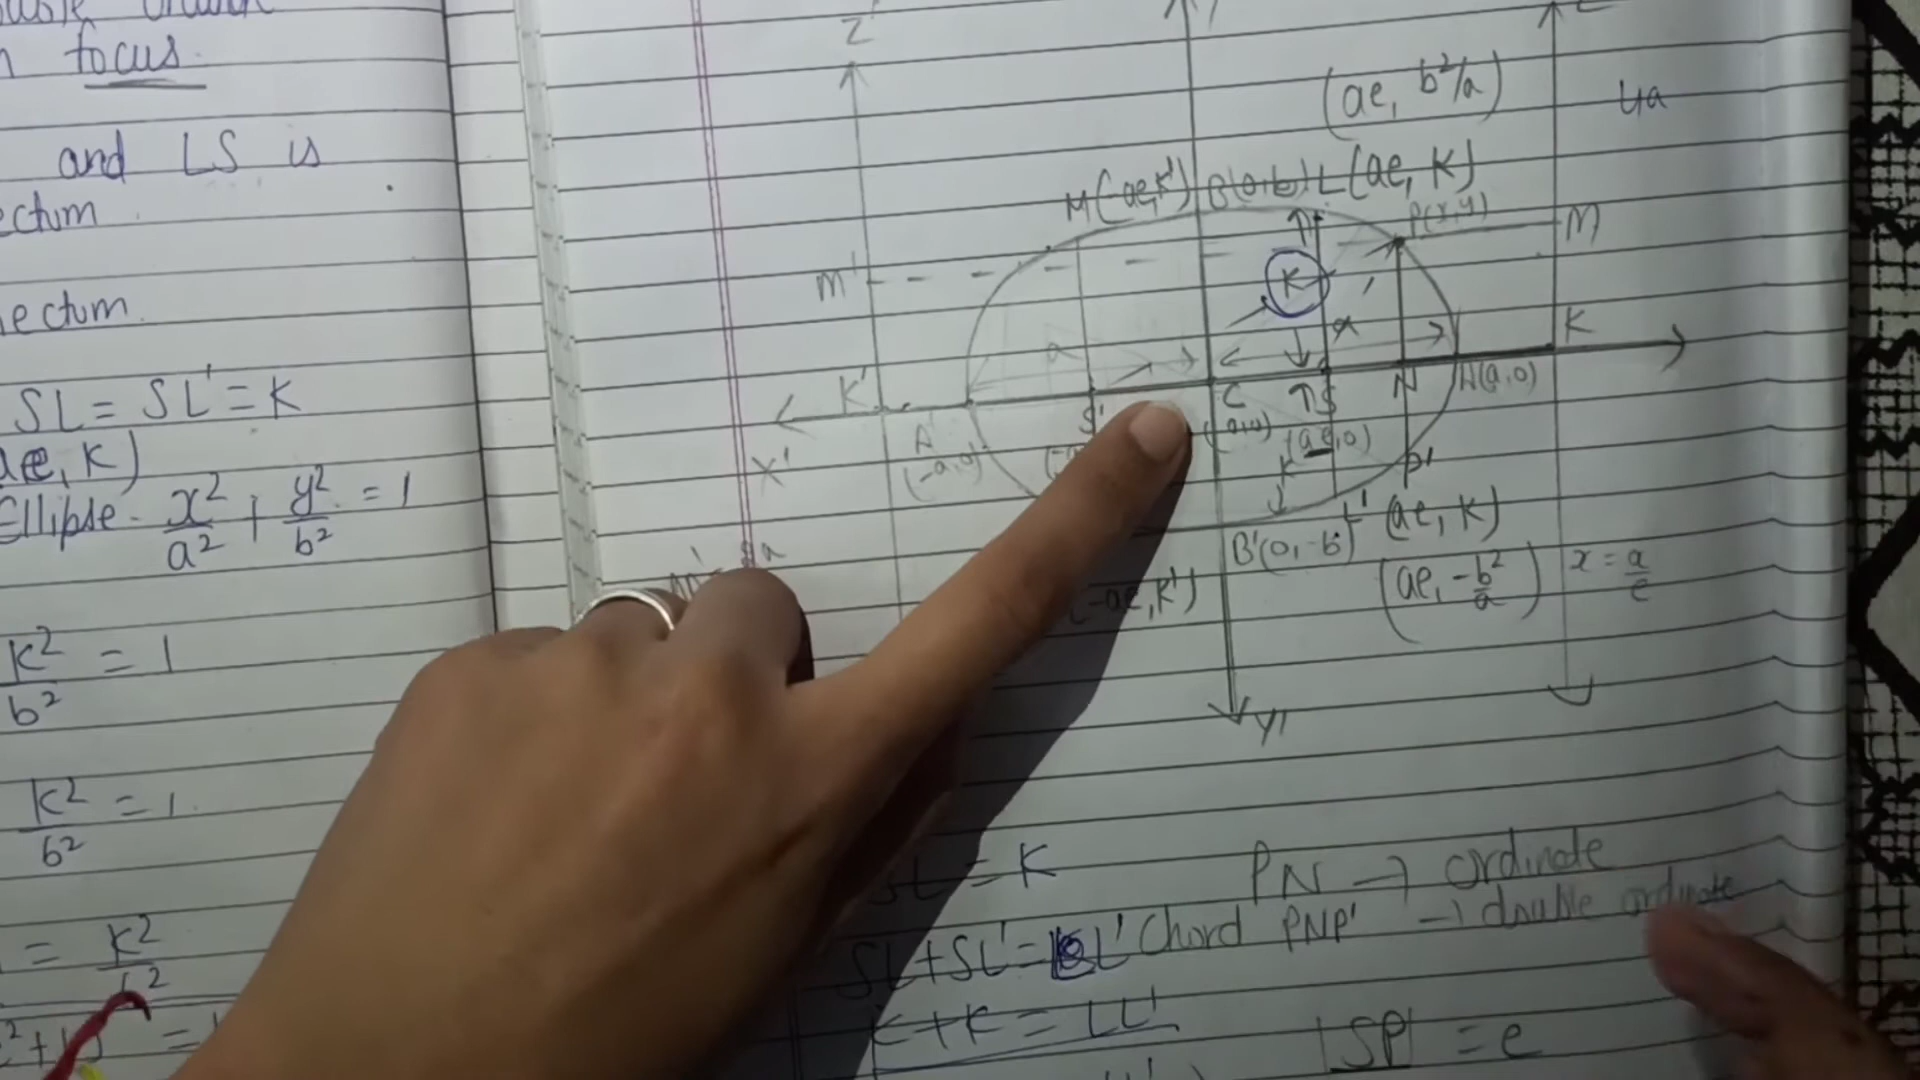 focus.
and LS is
ectum
ectum.
SL = SL' = K
Ellipse x²/a² + y²/b² = 1
k²/b² = 1
k²/b² = 1
= k²
Z'
(ae, b²/a)
4a
M(-ae, k') B(0,b) L(ae, K)
P(x,y)
M
M'
K
a
a
K
K'
S'
C
S
N
A(a,0)
A'
(-a,0)
(0,0)
(ae,0)
X'
K
P'
L' (ae, K)
B'(0,-b)
(-ae, K')
(ae, -b²/a)
x = a/e
Y'
SL = K
PN → ordinate
SL+SL' = LL'
Chord PNP' → double ordinate
K+K = LL'
|SP| = e